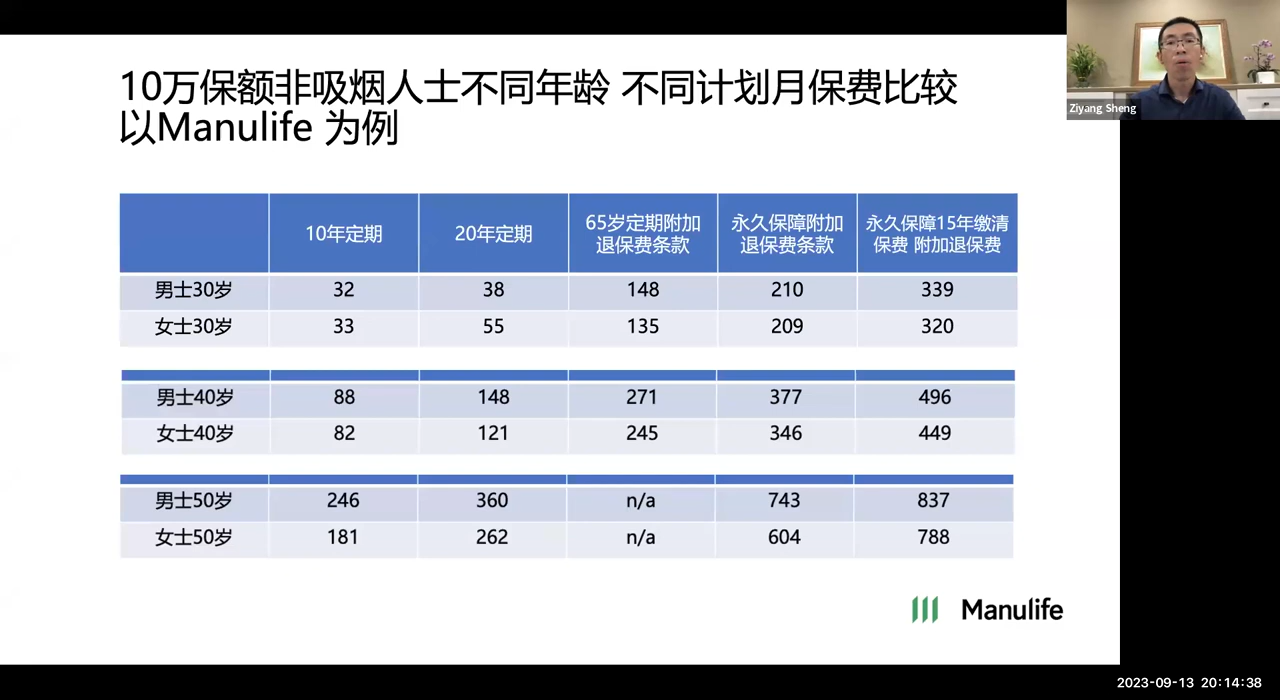 10万保额非吸烟人士不同年龄 不同计划月保费比较
以Manulife 为例
Ziyang Sheng
10年定期 20年定期 65岁定期附加退保费条款 永久保障附加退保费条款 永久保障15年缴清保费 附加退保费
男士30岁 32 38 148 210 339
女士30岁 33 55 135 209 320
男士40岁 88 148 271 377 496
女士40岁 82 121 245 346 449
男士50岁 246 360 n/a 743 837
女士50岁 181 262 n/a 604 788
Manulife
2023-09-13 20:14:38